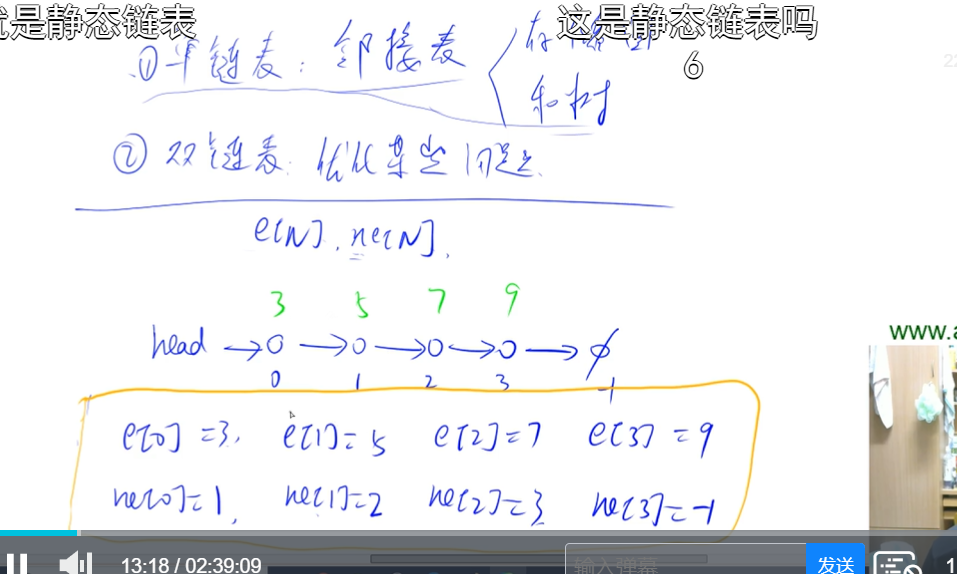 就是静态链表 这是静态链表吗
6
① 单链表: 邻接表
和树
② 双链表: 优化某些问题.
e[N], ne[N],
3 5 7 9
head → 0 → 0 → 0 → 0 → ∅
0 1 2 3 -1
e[0] = 3, e[1] = 5 e[2] = 7 e[3] = 9
ne[0] = 1, ne[1] = 2 ne[2] = 3 ne[3] = -1
www.a
13:18 / 02:39:09 输入弹幕 发送